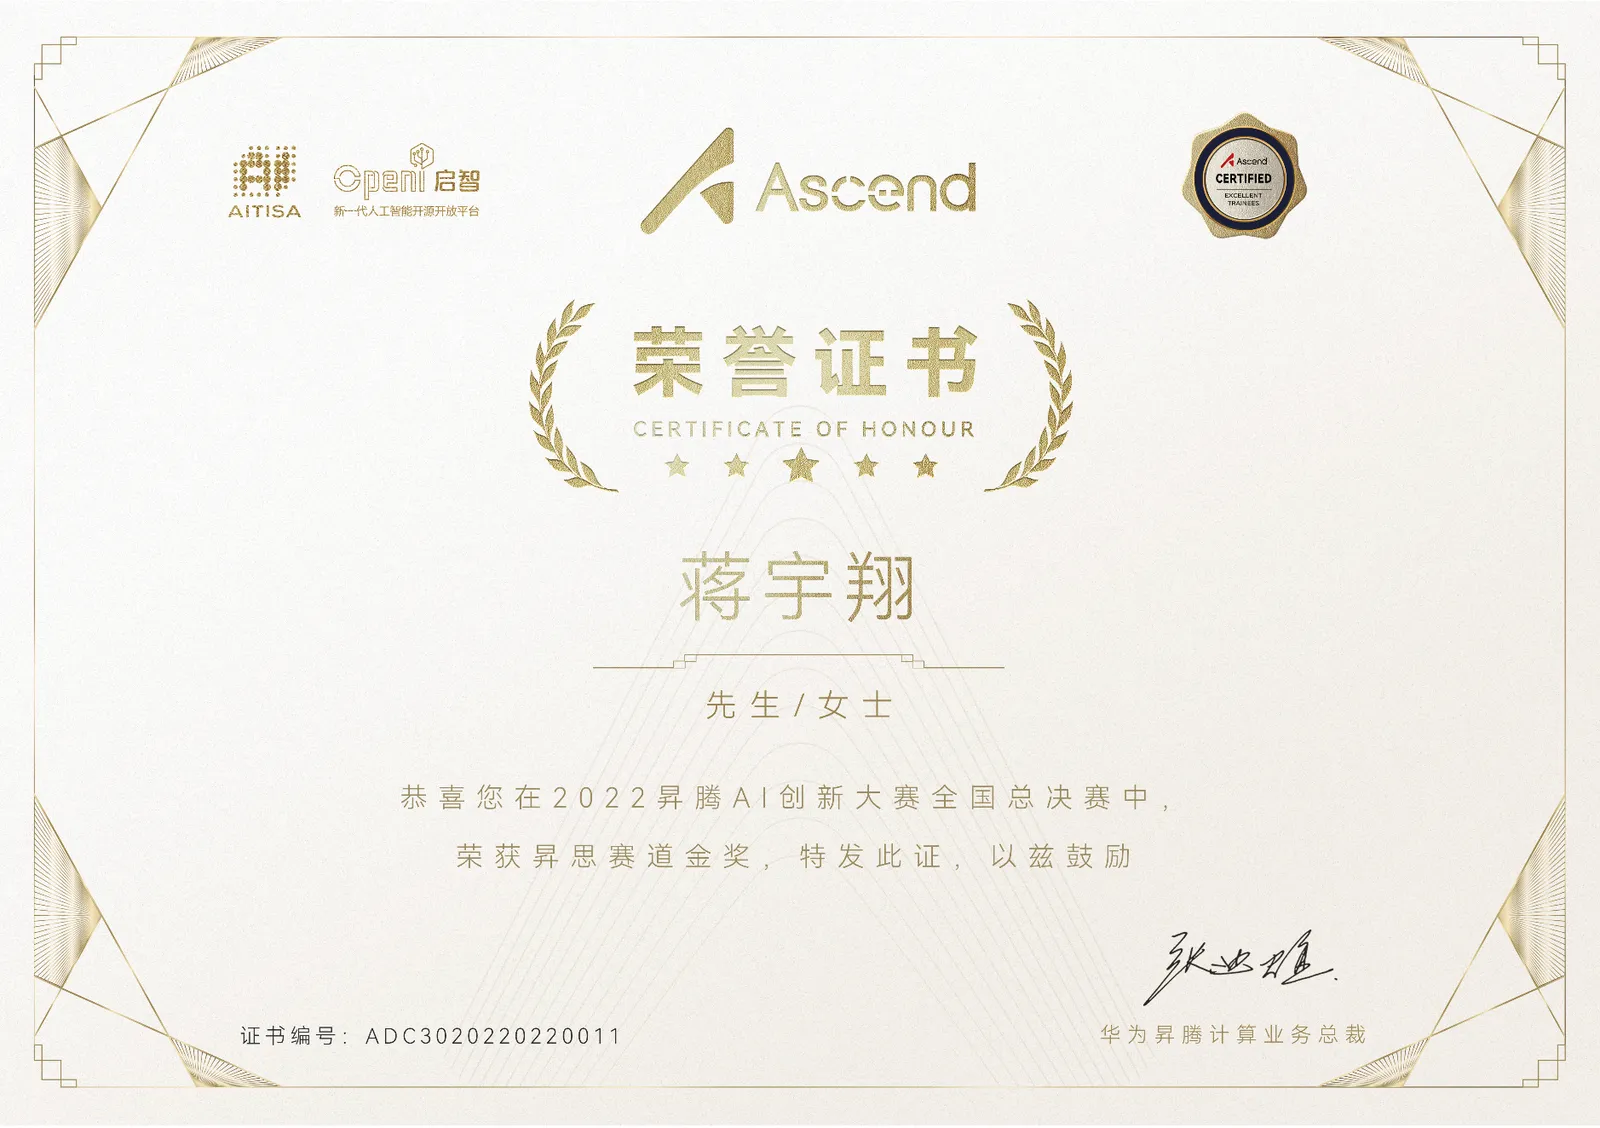 AITISA
OpenI 启智
新一代人工智能开源开放平台
Ascend
Ascend
CERTIFIED
EXCELLENT
TRAINEES
荣誉证书
CERTIFICATE OF HONOUR
蒋宇翔
先生/女士
恭喜您在2022昇腾AI创新大赛全国总决赛中，
荣获昇思赛道金奖，特发此证，以兹鼓励
张迪煊
证书编号：ADC3020220220011
华为昇腾计算业务总裁